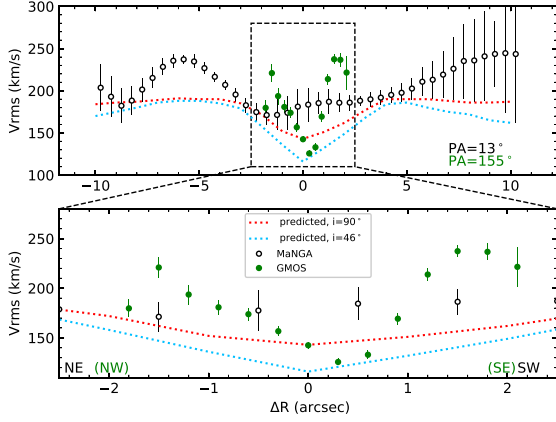 300
250
200
150
100
Vrms (km/s)
PA=13°
PA=155°
−10 −5 0 5 10
250
200
150
Vrms (km/s)
predicted, i=90°
predicted, i=46°
MaNGA
GMOS
NE (NW) (SE) SW
−2 −1 0 1 2
ΔR (arcsec)